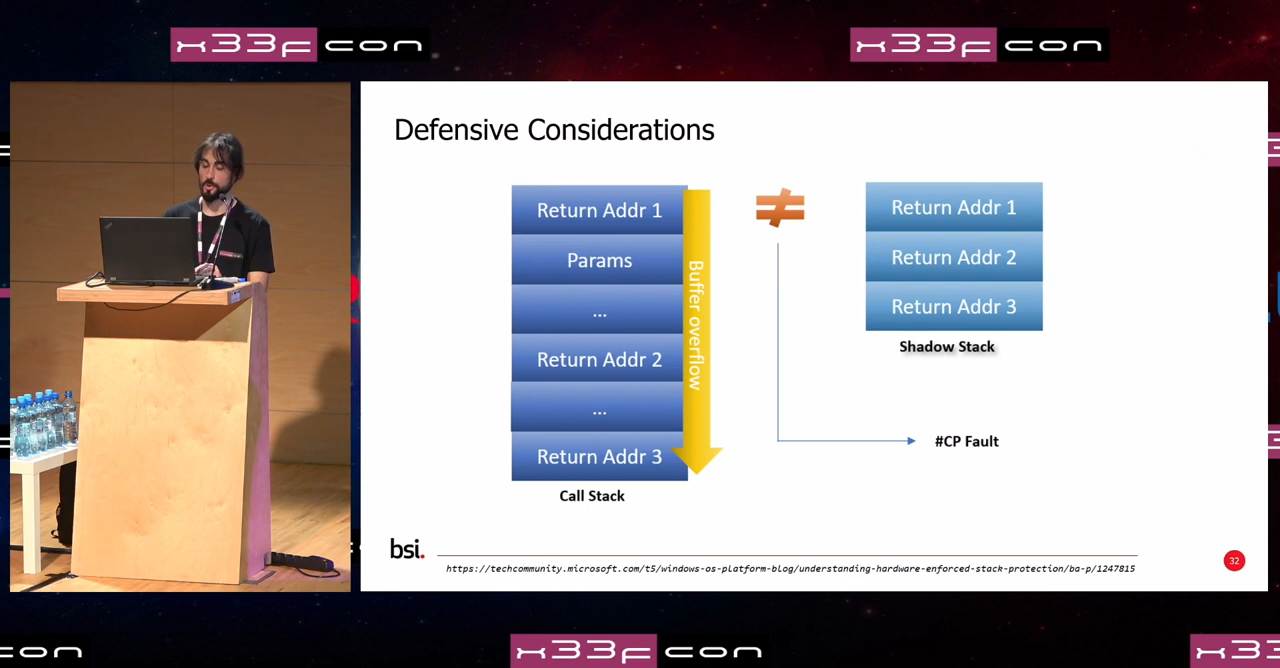 x33fcon
x33fcon
Defensive Considerations
Return Addr 1
Params
...
Return Addr 2
...
Return Addr 3
Call Stack
Buffer overflow
Return Addr 1
Return Addr 2
Return Addr 3
Shadow Stack
#CP Fault
bsi.
https://techcommunity.microsoft.com/t5/windows-os-platform-blog/understanding-hardware-enforced-stack-protection/ba-p/1247815
32
con
x33fcon
x33